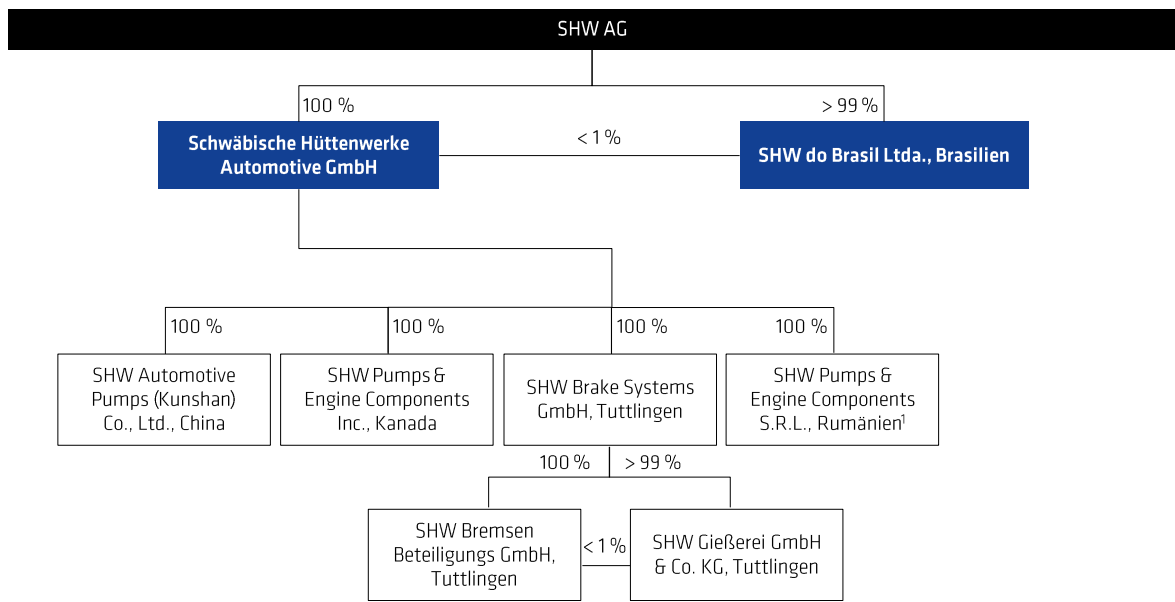 SHW AG
100 %
> 99 %
Schwäbische Hüttenwerke
Automotive GmbH
< 1 %
SHW do Brasil Ltda., Brasilien
100 %
100 %
100 %
100 %
SHW Automotive
Pumps (Kunshan)
Co., Ltd., China
SHW Pumps &
Engine Components
Inc., Kanada
SHW Brake Systems
GmbH, Tuttlingen
SHW Pumps &
Engine Components
S.R.L., Rumänien¹
100 %
> 99 %
SHW Bremsen
Beteiligungs GmbH,
Tuttlingen
< 1 %
SHW Gießerei GmbH
& Co. KG, Tuttlingen